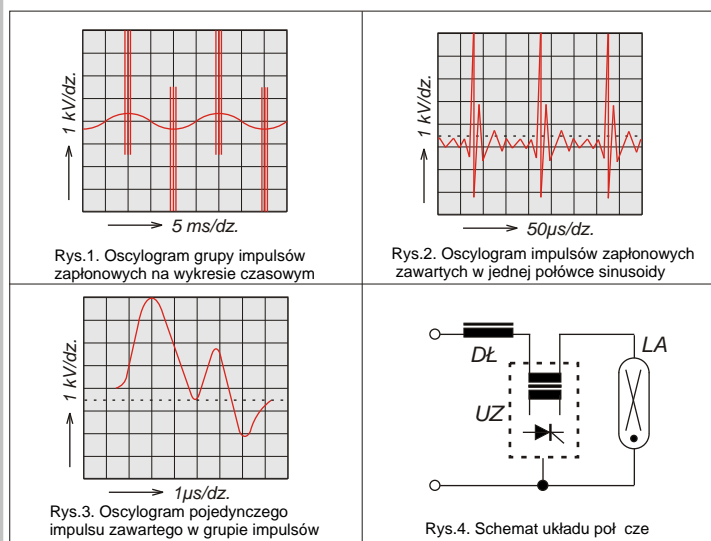 1 kV/dz.
5 ms/dz.
Rys.1. Oscylogram grupy impulsów
zapłonowych na wykresie czasowym
1 kV/dz.
50µs/dz.
Rys.2. Oscylogram impulsów zapłonowych
zawartych w jednej połówce sinusoidy
1 kV/dz.
1µs/dz.
Rys.3. Oscylogram pojedynczego
impulsu zawartego w grupie impulsów
DŁ
LA
UZ
Rys.4. Schemat układu poł cze